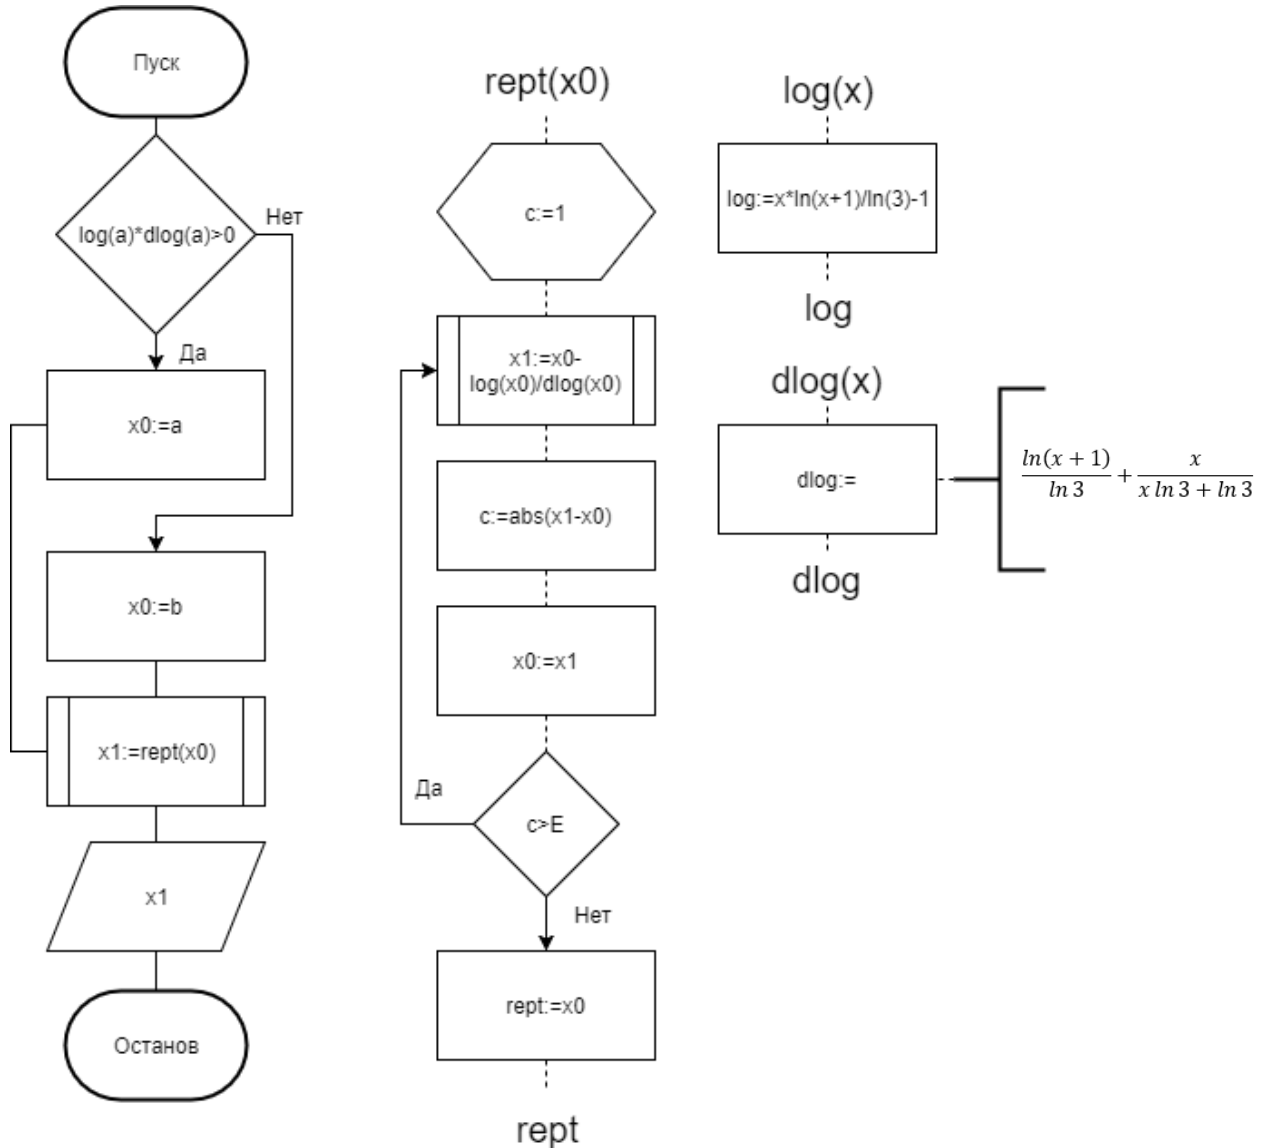 Пуск
log(a)*dlog(a)>0
Нет
Да
x0:=a
x0:=b
x1:=rept(x0)
x1
Останов
rept(x0)
c:=1
x1:=x0-
log(x0)/dlog(x0)
c:=abs(x1-x0)
x0:=x1
Да
c>E
Нет
rept:=x0
rept
log(x)
log:=x*ln(x+1)/ln(3)-1
log
dlog(x)
dlog:=
ln(x + 1)
ln 3
+
x
x ln 3 + ln 3
dlog